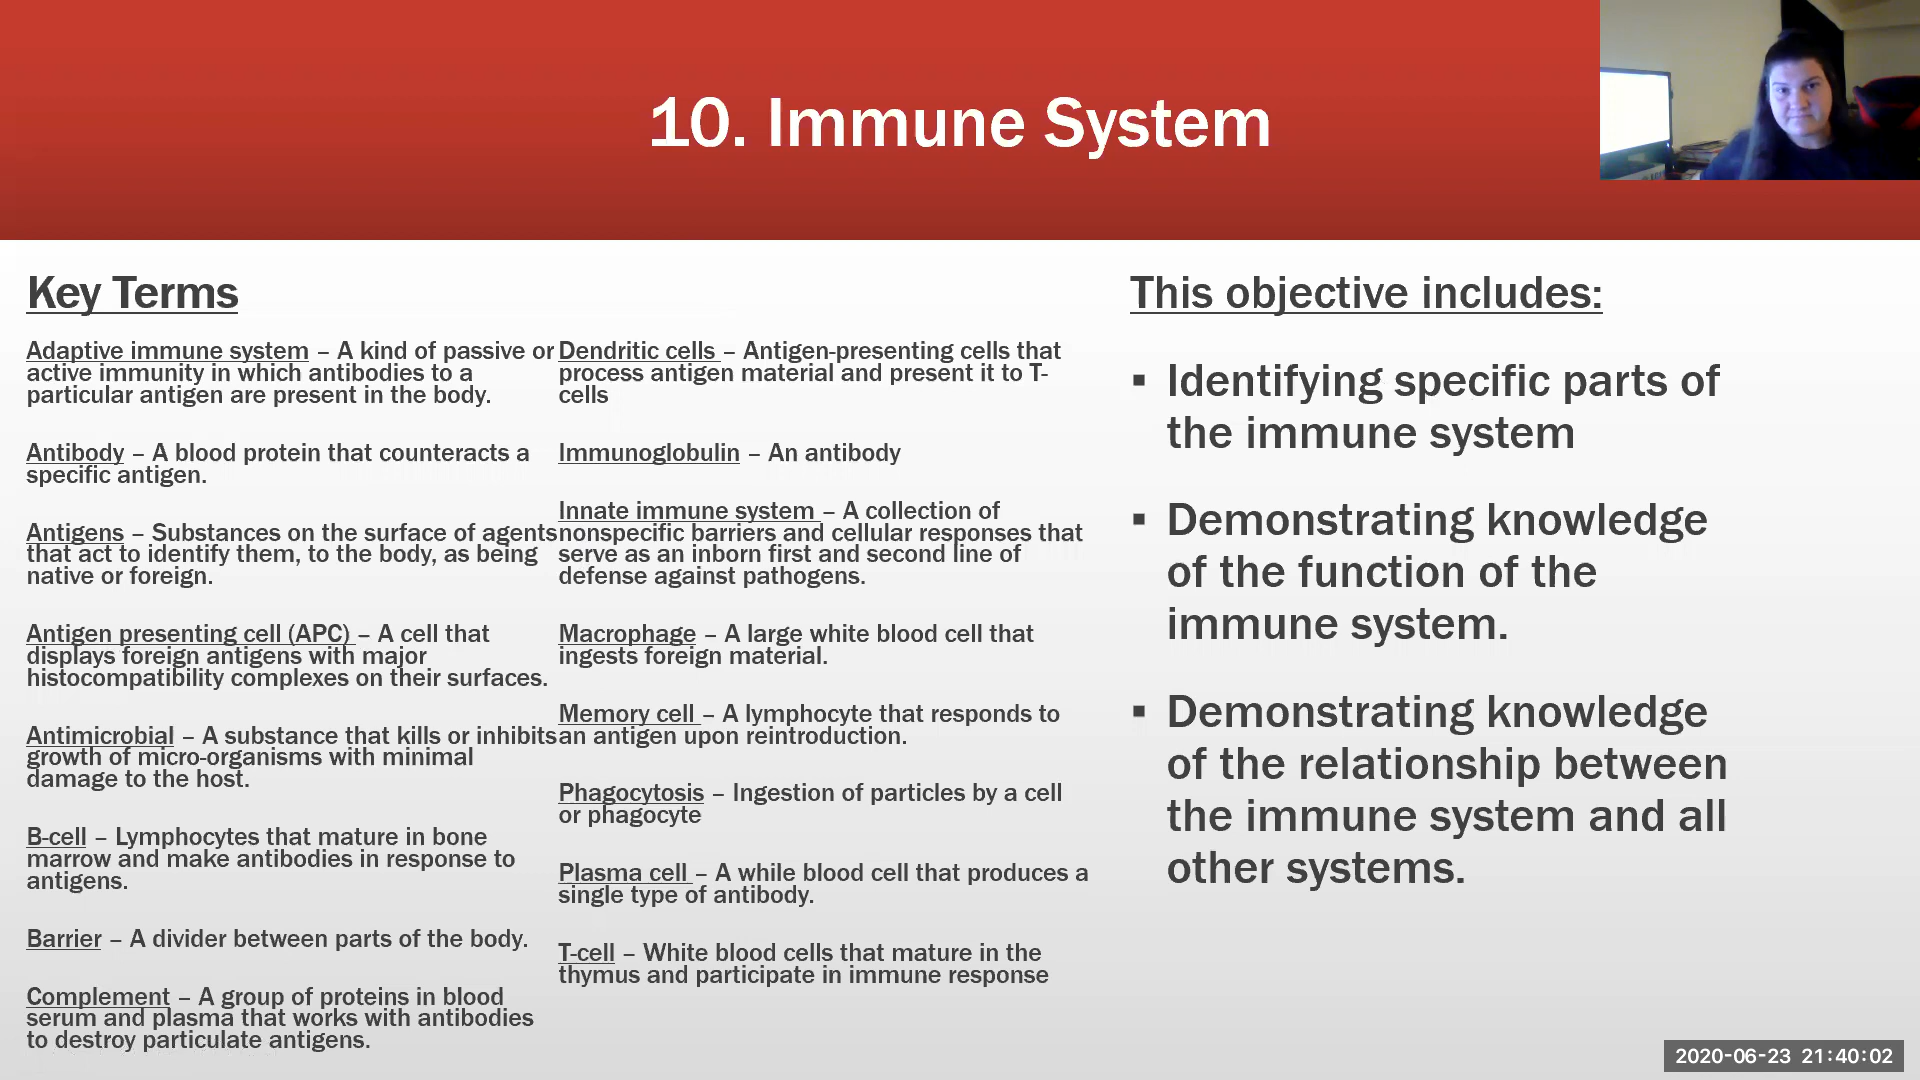 10. Immune System
Key Terms
Adaptive immune system – A kind of passive or
active immunity in which antibodies to a
particular antigen are present in the body.
Antibody – A blood protein that counteracts a
specific antigen.
Antigens – Substances on the surface of agents
that act to identify them, to the body, as being
native or foreign.
Antigen presenting cell (APC) – A cell that
displays foreign antigens with major
histocompatibility complexes on their surfaces.
Antimicrobial – A substance that kills or inhibits
growth of micro-organisms with minimal
damage to the host.
B-cell – Lymphocytes that mature in bone
marrow and make antibodies in response to
antigens.
Barrier – A divider between parts of the body.
Complement – A group of proteins in blood
serum and plasma that works with antibodies
to destroy particulate antigens.
Dendritic cells – Antigen-presenting cells that
process antigen material and present it to T-
cells
Immunoglobulin – An antibody
Innate immune system – A collection of
nonspecific barriers and cellular responses that
serve as an inborn first and second line of
defense against pathogens.
Macrophage – A large white blood cell that
ingests foreign material.
Memory cell – A lymphocyte that responds to
an antigen upon reintroduction.
Phagocytosis – Ingestion of particles by a cell
or phagocyte
Plasma cell – A while blood cell that produces a
single type of antibody.
T-cell – White blood cells that mature in the
thymus and participate in immune response
This objective includes:
▪ Identifying specific parts of
the immune system
▪ Demonstrating knowledge
of the function of the
immune system.
▪ Demonstrating knowledge
of the relationship between
the immune system and all
other systems.
2020-06-23 21:40:02